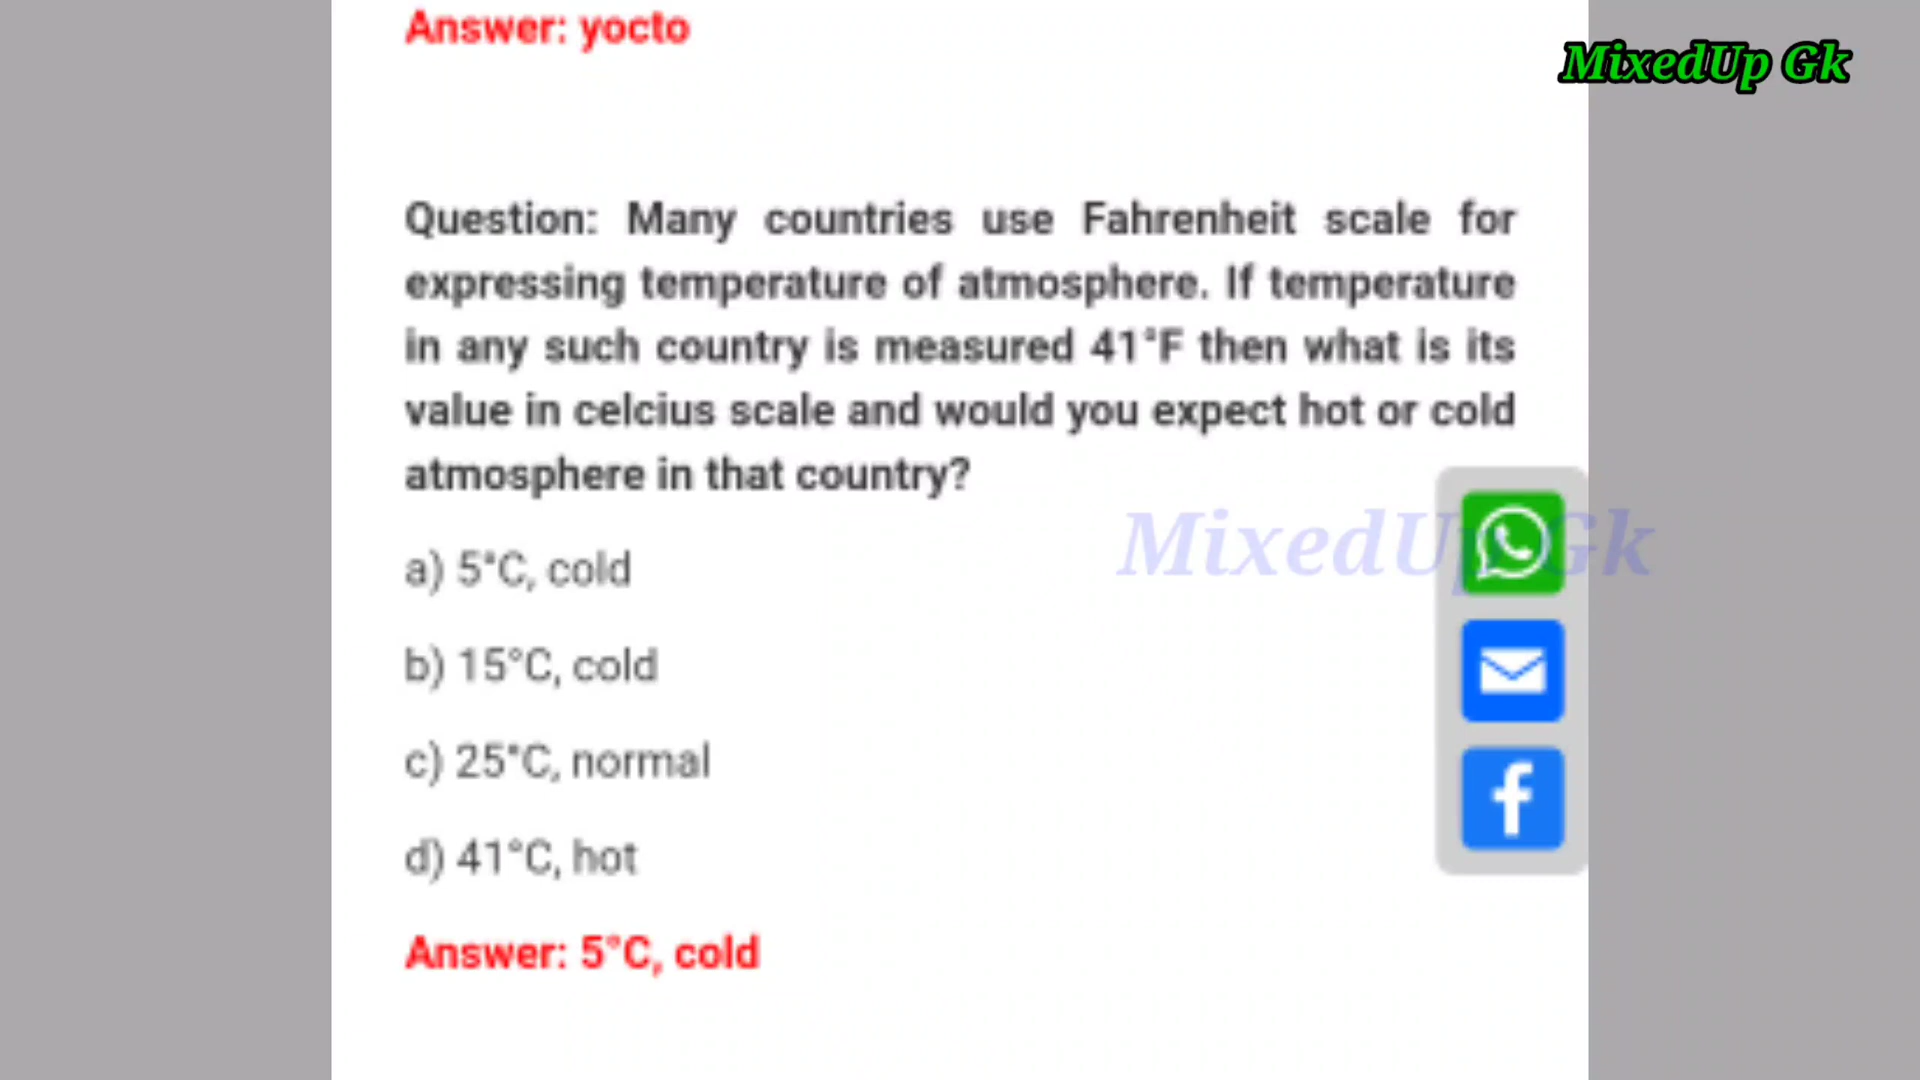 Answer: yocto
MixedUp Gk
Question: Many countries use Fahrenheit scale for
expressing temperature of atmosphere. If temperature
in any such country is measured 41°F then what is its
value in celcius scale and would you expect hot or cold
atmosphere in that country?
MixedUp Gk
a) 5°C, cold
b) 15°C, cold
c) 25°C, normal
d) 41°C, hot
Answer: 5°C, cold